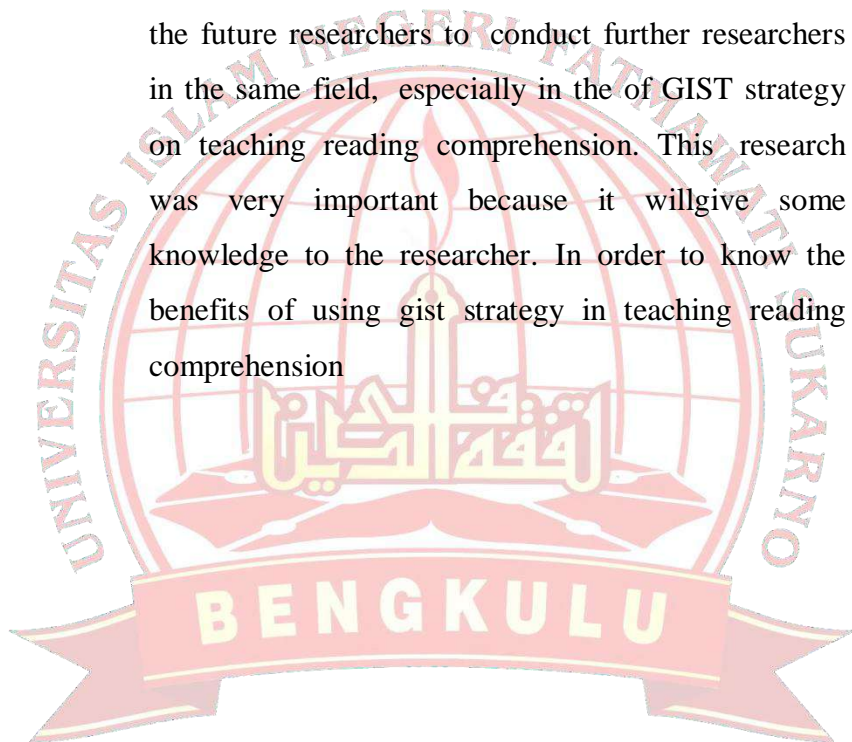 the future researchers to conduct further researchers
in the same field, especially in the of GIST strategy
on teaching reading comprehension. This research
was very important because it willgive some
knowledge to the researcher. In order to know the
benefits of using gist strategy in teaching reading
comprehension
UNIVERSITAS ISLAM NEGERI FATMAWATI SUKARNO
BENGKULU